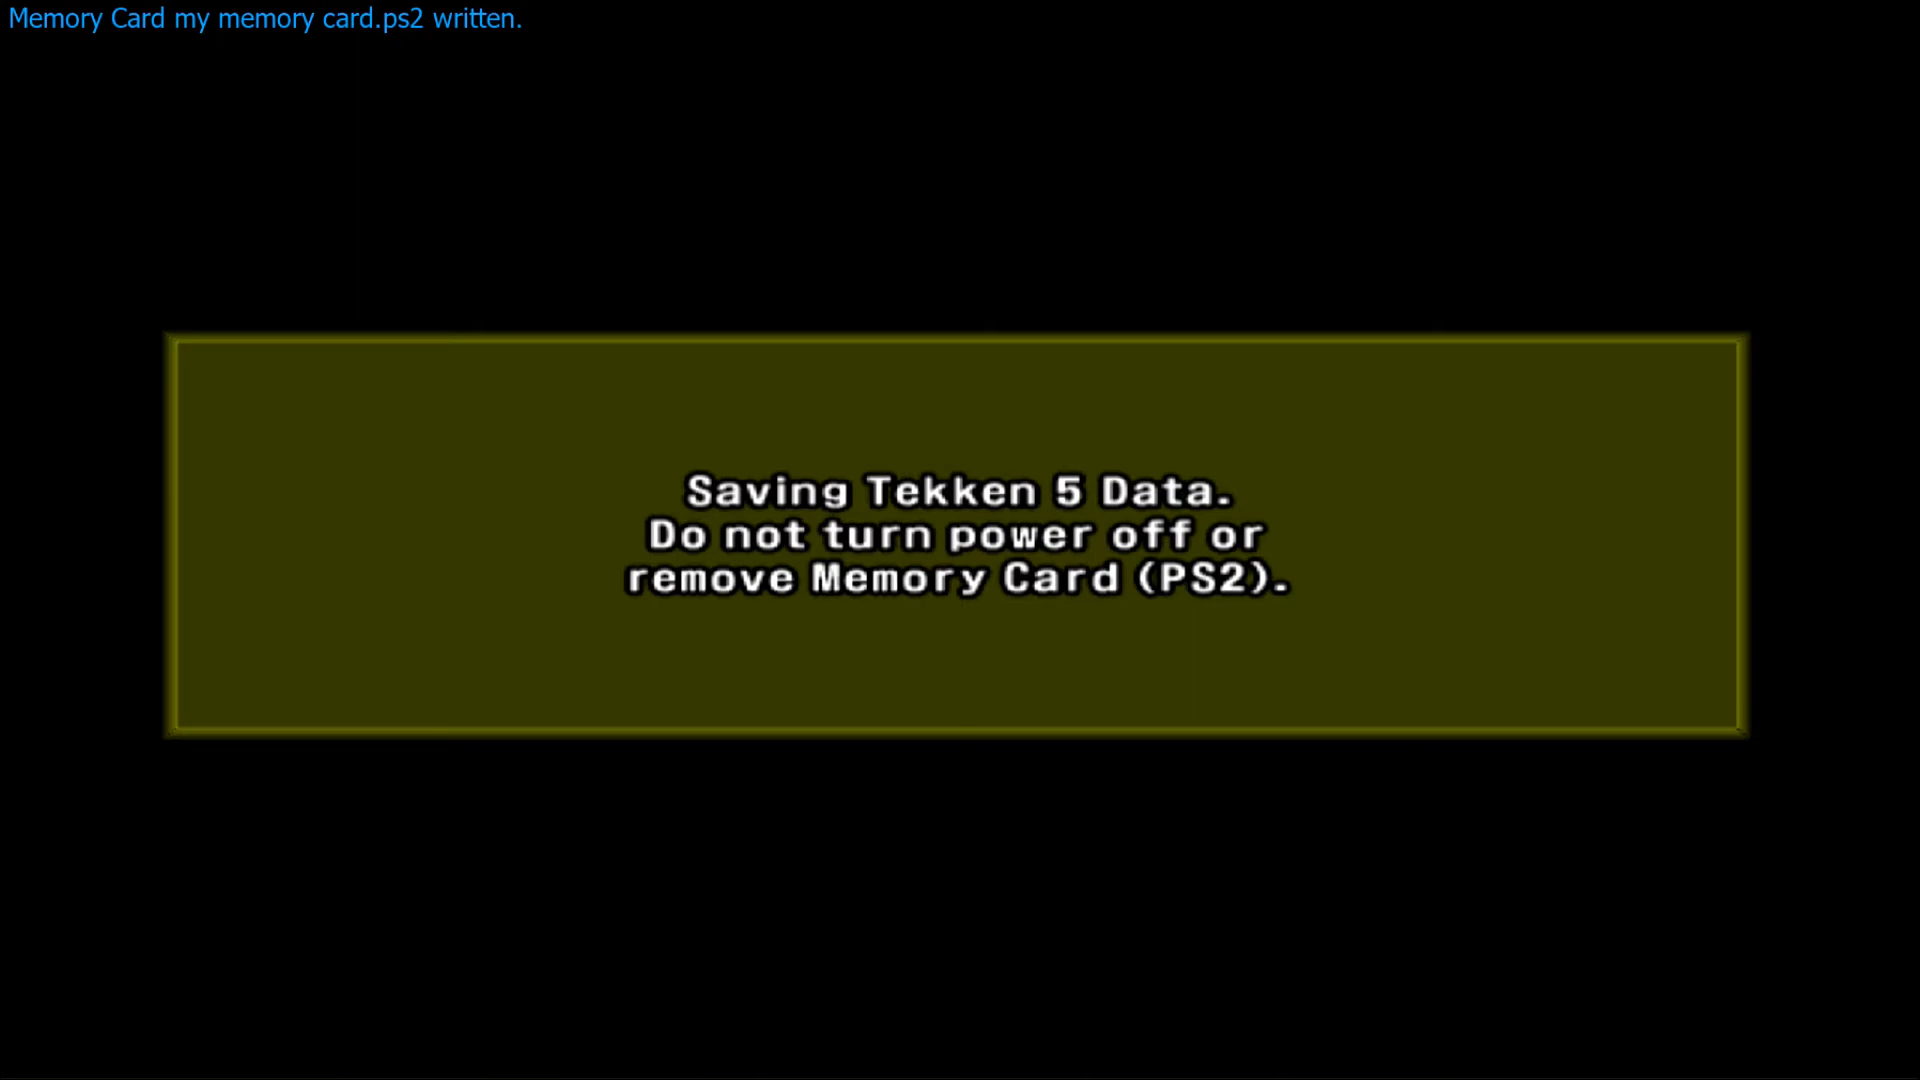 Memory Card my memory card.ps2 written.
Saving Tekken 5 Data.
Do not turn power off or
remove Memory Card (PS2).